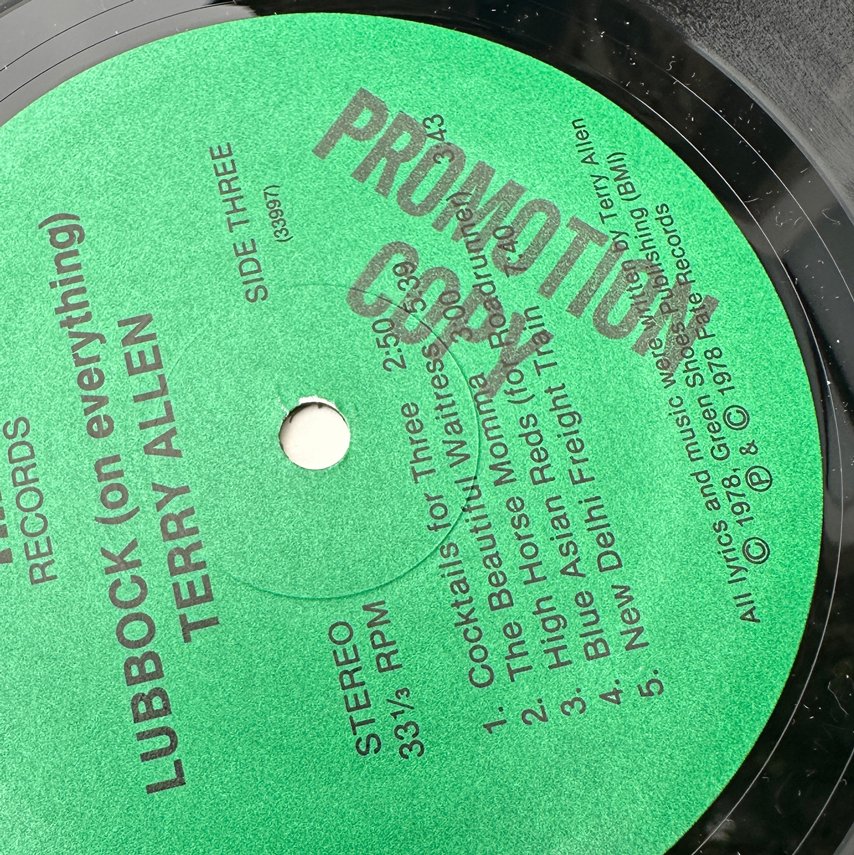 RECORDS
LUBBOCK (on everything)
TERRY ALLEN
SIDE THREE
(33997)
STEREO
33⅓ RPM
1. Cocktails for Three 2:50
2. The Beautiful Waitress 5:39
3. High Horse Momma 3:00
4. Blue Asian Reds (for Roadrunner) 3:43
5. New Delhi Freight Train 7:40
All lyrics and music were written by Terry Allen
© 1978, Green Shoes Publishing (BMI)
℗ & © 1978 Fate Records
PROMOTION
COPY